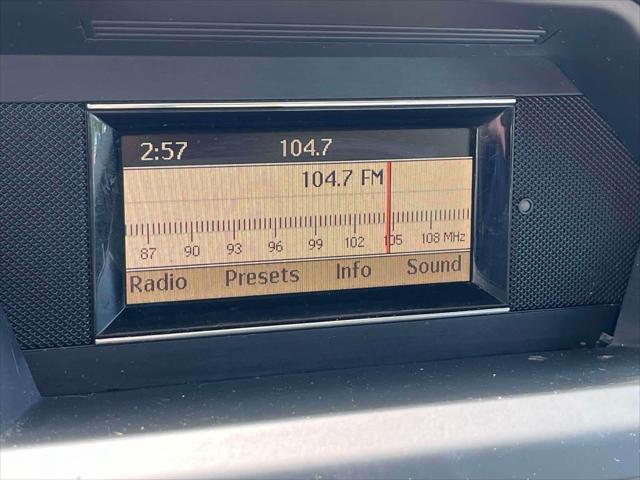 2:57 104.7
104.7 FM
87 90 93 96 99 102 105 108 MHz
Radio Presets Info Sound